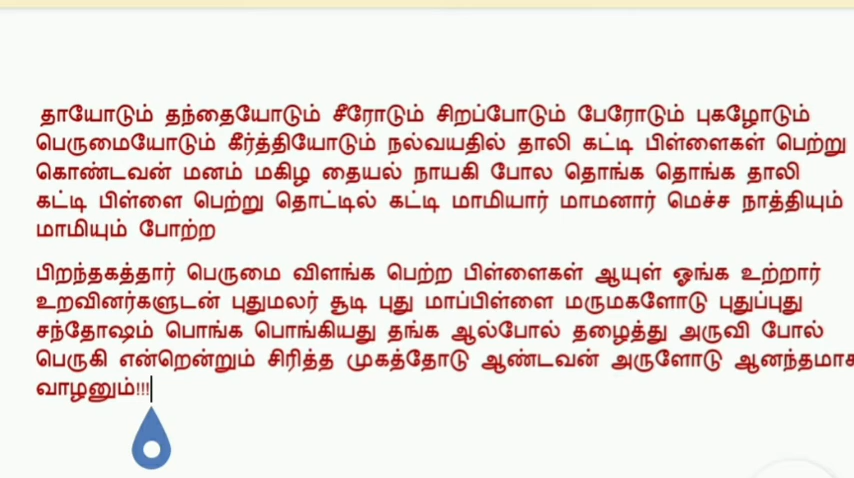 தாயோடும் தந்தையோடும் சீரோடும் சிறப்போடும் பேரோடும் புகழோடும்
பெருமையோடும் கீர்த்தியோடும் நல்வயதில் தாலி கட்டி பிள்ளைகள் பெற்று
கொண்டவன் மனம் மகிழ தையல் நாயகி போல தொங்க தொங்க தாலி
கட்டி பிள்ளை பெற்று தொட்டில் கட்டி மாமியார் மாமனார் மெச்ச நாத்தியும்
மாமியும் போற்ற
பிறந்தகத்தார் பெருமை விளங்க பெற்ற பிள்ளைகள் ஆயுள் ஓங்க உற்றார்
உறவினர்களுடன் புதுமலர் சூடி புது மாப்பிள்ளை மருமகளோடு புதுப்புது
சந்தோஷம் பொங்க பொங்கியது தங்க ஆல்போல் தழைத்து அருவி போல்
பெருகி என்றென்றும் சிரித்த முகத்தோடு ஆண்டவன் அருளோடு ஆனந்தமாக
வாழனும்!!!